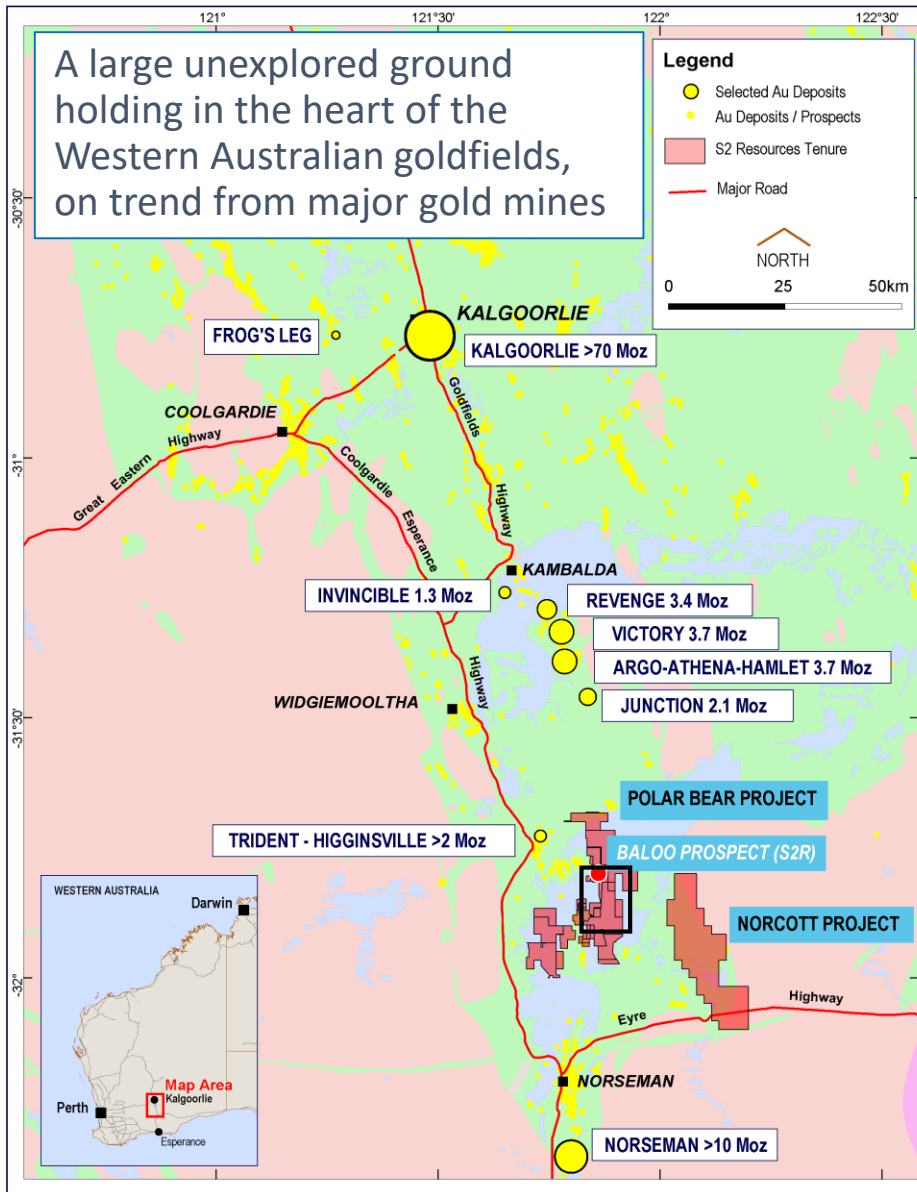 121°
121°30'
122°
122°30'
A large unexplored ground
holding in the heart of the
Western Australian goldfields,
on trend from major gold mines
Legend
Selected Au Deposits
Au Deposits / Prospects
S2 Resources Tenure
Major Road
NORTH
0 25 50km
-30°30'
KALGOORLIE
FROG'S LEG
KALGOORLIE >70 Moz
COOLGARDIE
Goldfields
Highway
Great Eastern Highway
-31°
Coolgardie
Esperance
Highway
KAMBALDA
INVINCIBLE 1.3 Moz
REVENGE 3.4 Moz
VICTORY 3.7 Moz
ARGO-ATHENA-HAMLET 3.7 Moz
JUNCTION 2.1 Moz
WIDGIEMOOLTHA
-31°30'
POLAR BEAR PROJECT
TRIDENT - HIGGINSVILLE >2 Moz
BALOO PROSPECT (S2R)
NORCOTT PROJECT
-32°
Eyre Highway
NORSEMAN
NORSEMAN >10 Moz
WESTERN AUSTRALIA
Darwin
Map Area
Kalgoorlie
Perth
Esperance